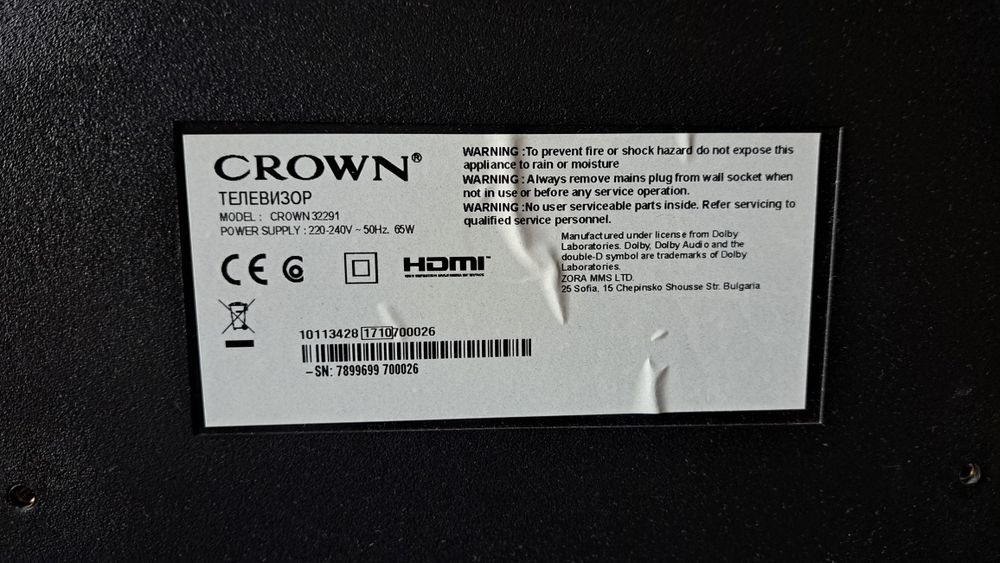 CROWN®
ТЕЛЕВИЗОР
MODEL : CROWN 32291
POWER SUPPLY : 220-240V ~ 50Hz. 65W
CE
HDMI™
10113428 1710 700026
–SN: 7899699 700026
WARNING :To prevent fire or shock hazard do not expose this
appliance to rain or moisture
WARNING : Always remove mains plug from wall socket when
not in use or before any service operation.
WARNING :No user serviceable parts inside. Refer servicing to
qualified service personnel.
Manufactured under license from Dolby
Laboratories. Dolby, Dolby Audio and the
double-D symbol are trademarks of Dolby
Laboratories.
ZORA MMS LTD.
25 Sofia, 15 Chepinsko Shousse Str. Bulgaria